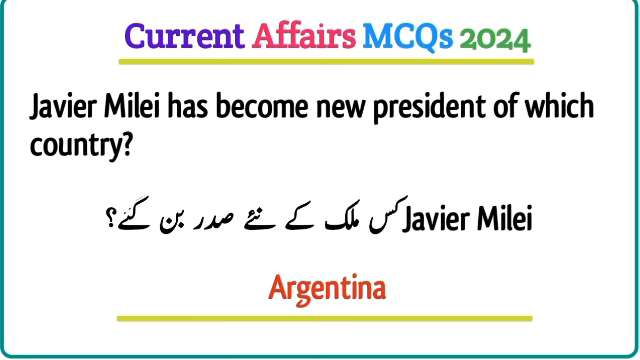 Current Affairs MCQs 2024
Javier Milei has become new president of which
country?
Javier Milei کس ملک کے نئے صدر بن گئے؟
Argentina